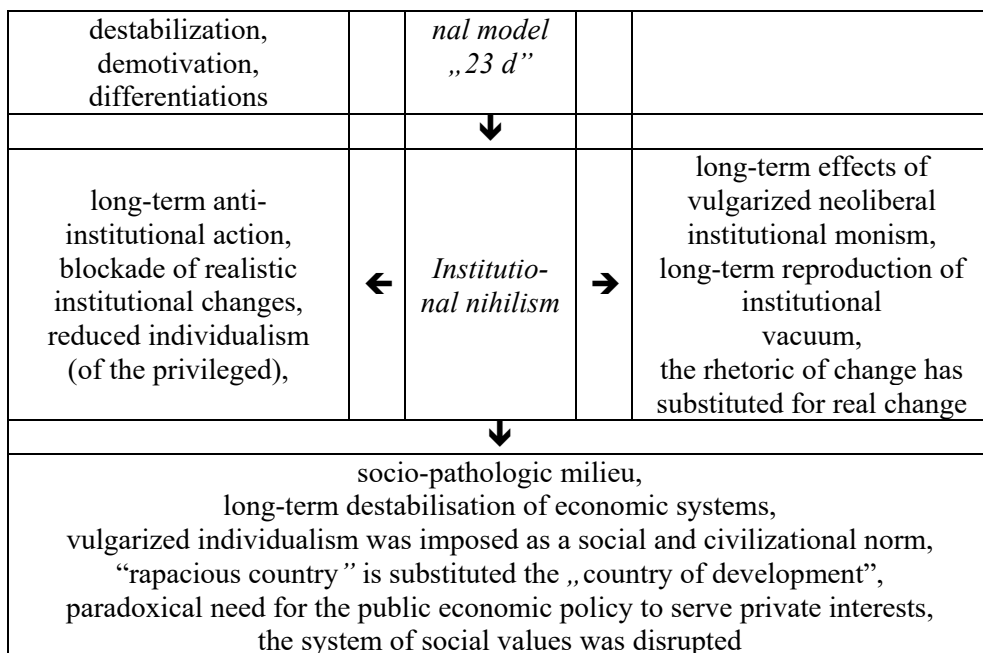 destabilization,
demotivation,
differentiations
nal model
„23 d”
🡻
long-term anti-
institutional action,
blockade of realistic
institutional changes,
reduced individualism
(of the privileged),
🡸
Institutio-
nal nihilism
🡺
long-term effects of
vulgarized neoliberal
institutional monism,
long-term reproduction of
institutional
vacuum,
the rhetoric of change has
substituted for real change
🡻
socio-pathologic milieu,
long-term destabilisation of economic systems,
vulgarized individualism was imposed as a social and civilizational norm,
“rapacious country” is substituted the „country of development”,
paradoxical need for the public economic policy to serve private interests,
the system of social values was disrupted